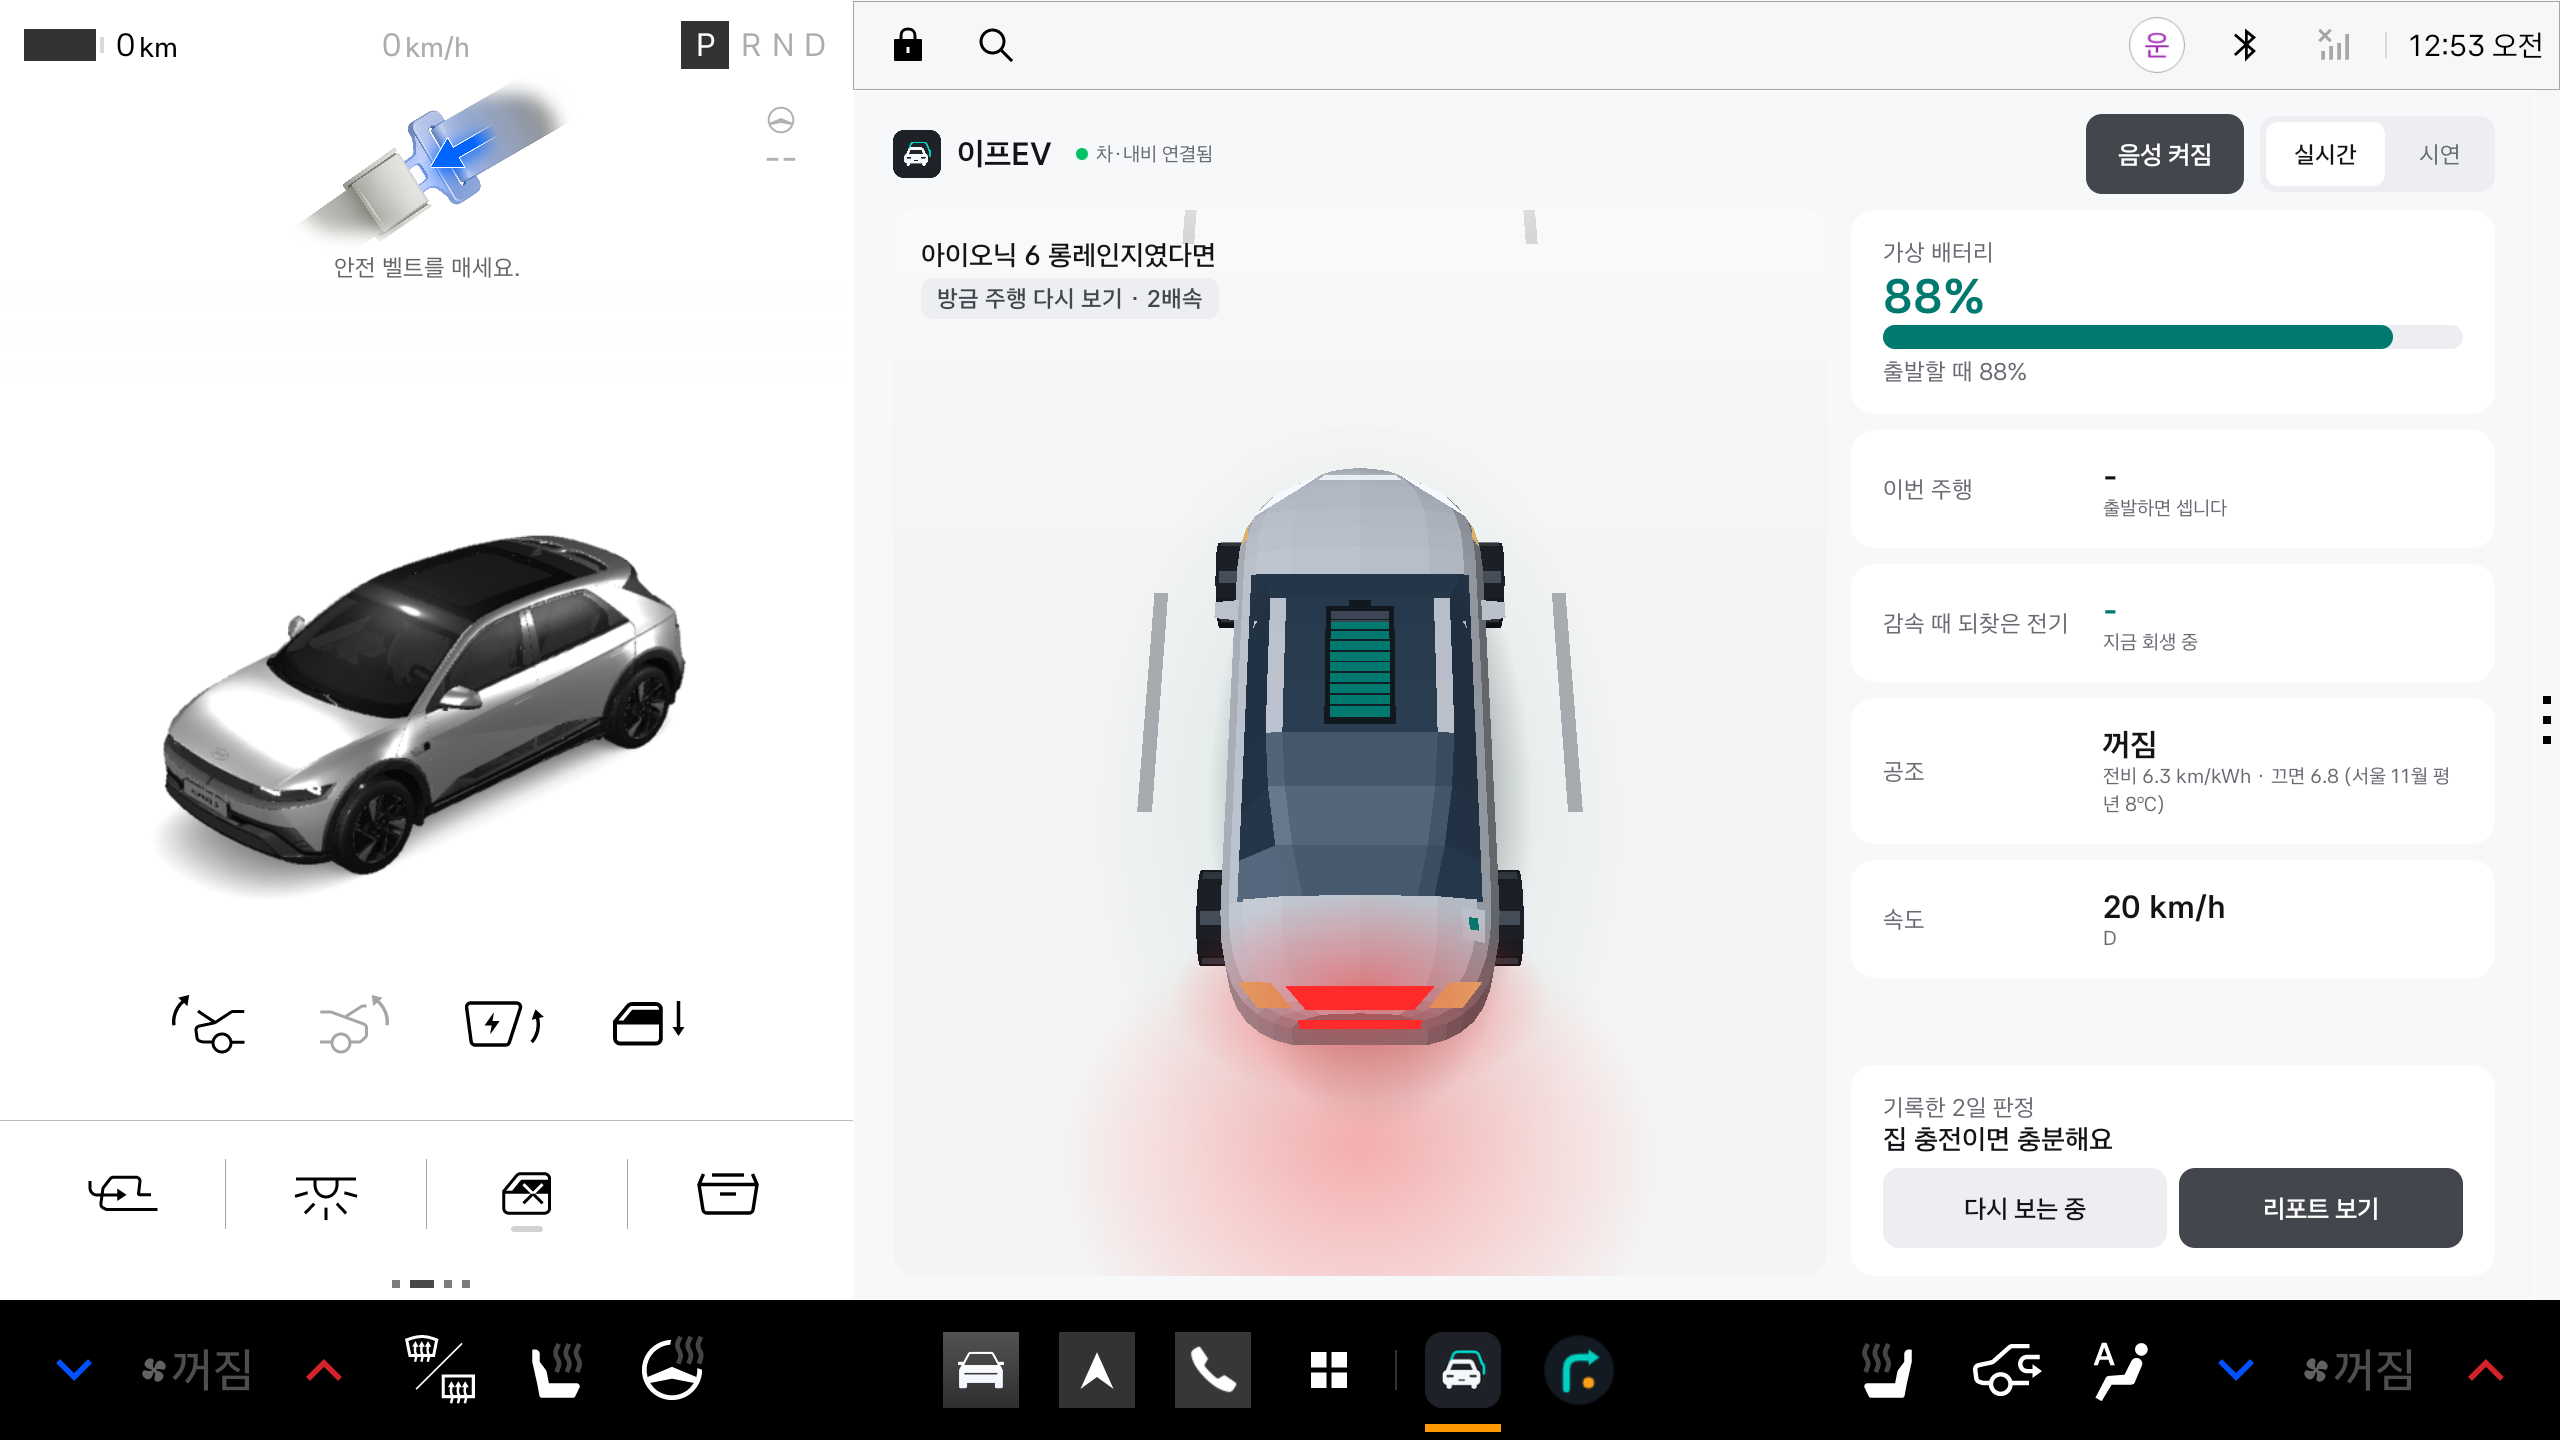 0 km
0 km/h
P R N D
안전 벨트를 매세요.
운
12:53 오전
이프EV
차·내비 연결됨
음성 켜짐
실시간
시연
아이오닉 6 롱레인지였다면
방금 주행 다시 보기 · 2배속
가상 배터리
88%
출발할 때 88%
이번 주행
-
출발하면 셉니다
감속 때 되찾은 전기
-
지금 회생 중
공조
꺼짐
전비 6.3 km/kWh · 끄면 6.8 (서울 11월 평
년 8°C)
속도
20 km/h
D
기록한 2일 판정
집 충전이면 충분해요
다시 보는 중
리포트 보기
꺼짐
A
꺼짐